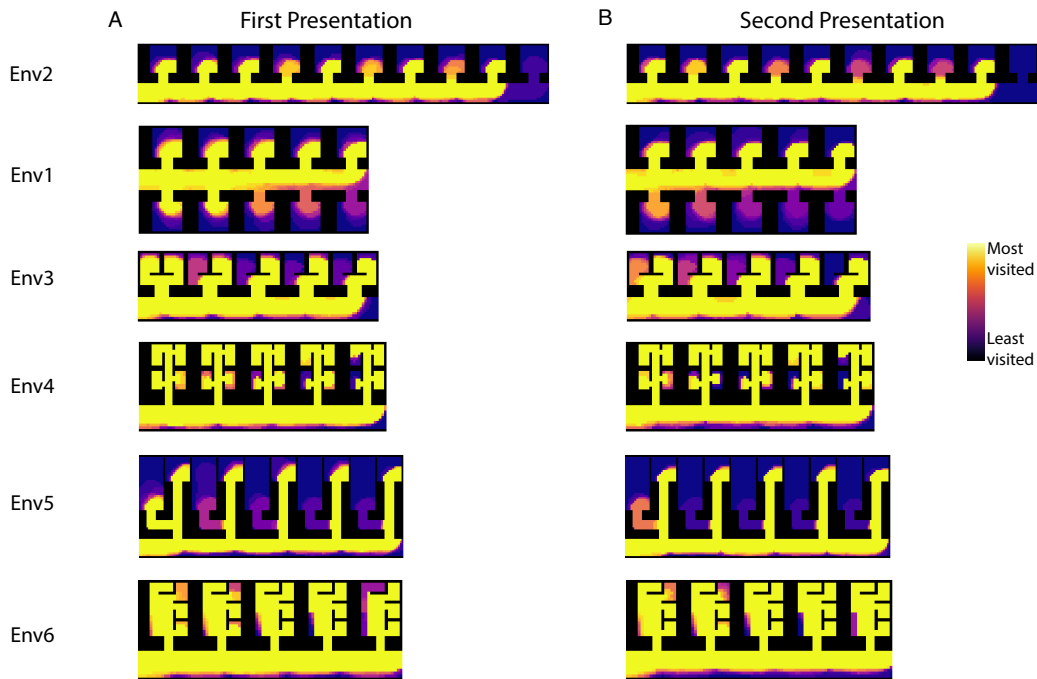 A First Presentation
B Second Presentation
Env2
Env1
Env3
Most
visited
Least
visited
Env4
Env5
Env6